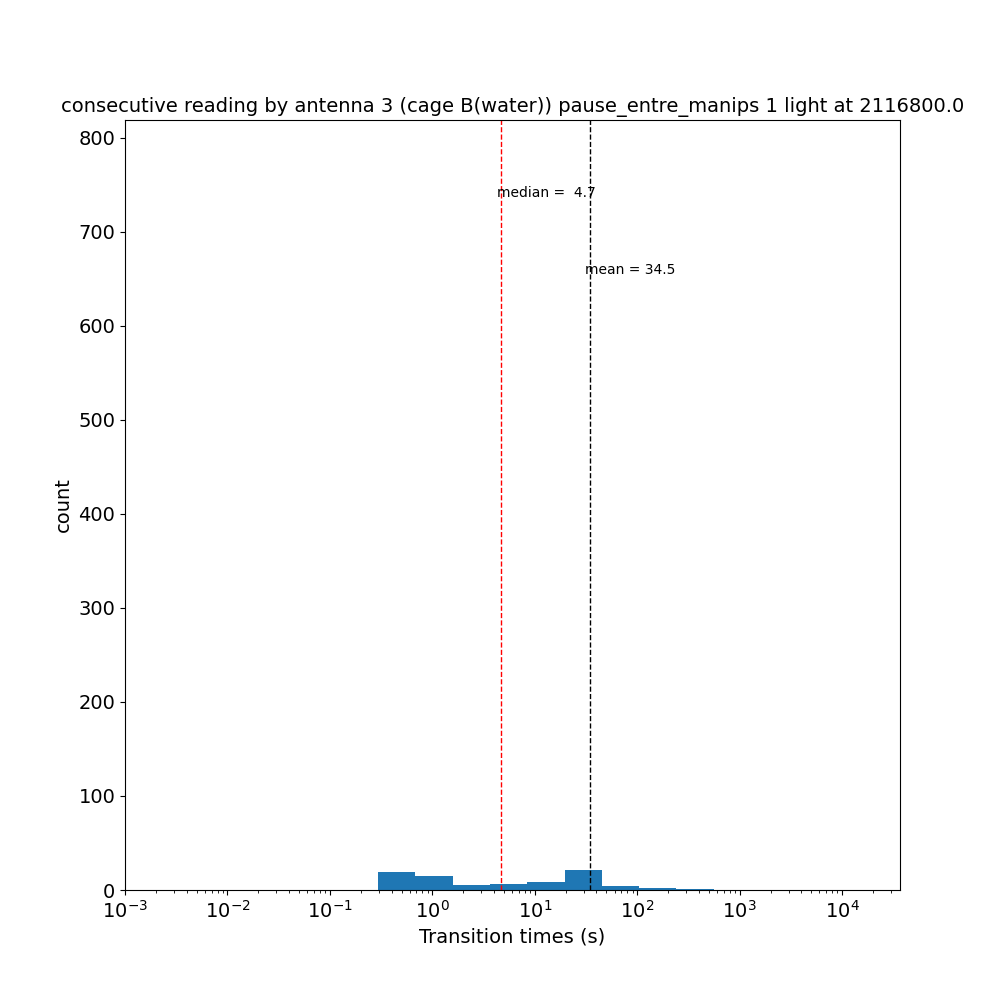 consecutive reading by antenna 3 (cage B(water)) pause_entre_manips 1 light at 2116800.0
800
median =  4.7
700
mean = 34.5
600
500
count
400
300
200
100
0
10⁻³ 10⁻² 10⁻¹ 10⁰ 10¹ 10² 10³ 10⁴
Transition times (s)